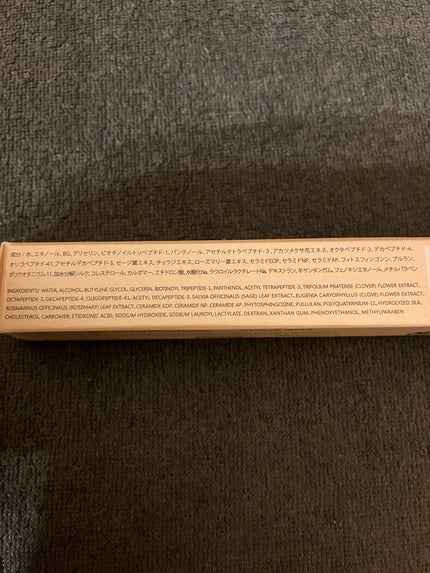 成分 / 水, エタノール, BG, グリセリン, ビオチノイルトリペプチド-1, パンテノール, アセチルテトラペプチド-3, アカツメクサ花エキス, オクタペプチド-2, デカペプチド-4,
オリゴペプチド-41, アセチルデカペプチド-3, セージ葉エキス, チョウジエキス, ローズマリー葉エキス, セラミドEOP, セラミドNP, セラミドAP, フィトスフィンゴシン, プルラン,
ポリクオタニウム-11, 加水分解シルク, コレステロール, カルボマー, エチドロン酸, 水酸化Na, ラウロイルラクチレートNa, デキストラン, キサンタンガム, フェノキシエタノール, メチルパラベン
INGREDIENTS/ WATER, ALCOHOL, BUTYLENE GLYCOL, GLYCERIN, BIOTINOYL, TRIPEPTIDE-1, PANTHENOL, ACETYL TETRAPEPTIDE-3, TRIFOLIUM PRATENSE (CLOVER) FLOWER EXTRACT,
OCTAPEPTIDE-2, DECAPEPTIDE-4, OLIGOPEPTIDE-41, ACETYL DECAPEPTIDE-3, SALVIA OFFICINALIS (SAGE) LEAF EXTRACT, EUGENIA CARYOPHYLLUS (CLOVE) FLOWER EXTRACT,
ROSMARINUS OFFICINALIS (ROSEMARY) LEAF EXTRACT, CERAMIDE EOP, CERAMIDE NP, CERAMIDE AP, PHYTOSPHINGOSINE, PULLULAN, POLYQUATERNIUM-11, HYDROLYZED SILK,
CHOLESTEROL, CARBOMER, ETIDRONIC ACID, SODIUM HYDROXIDE, SODIUM LAUROYL LACTYLATE, DEXTRAN, XANTHAN GUM, PHENOXYETHANOL, METHYLPARABEN